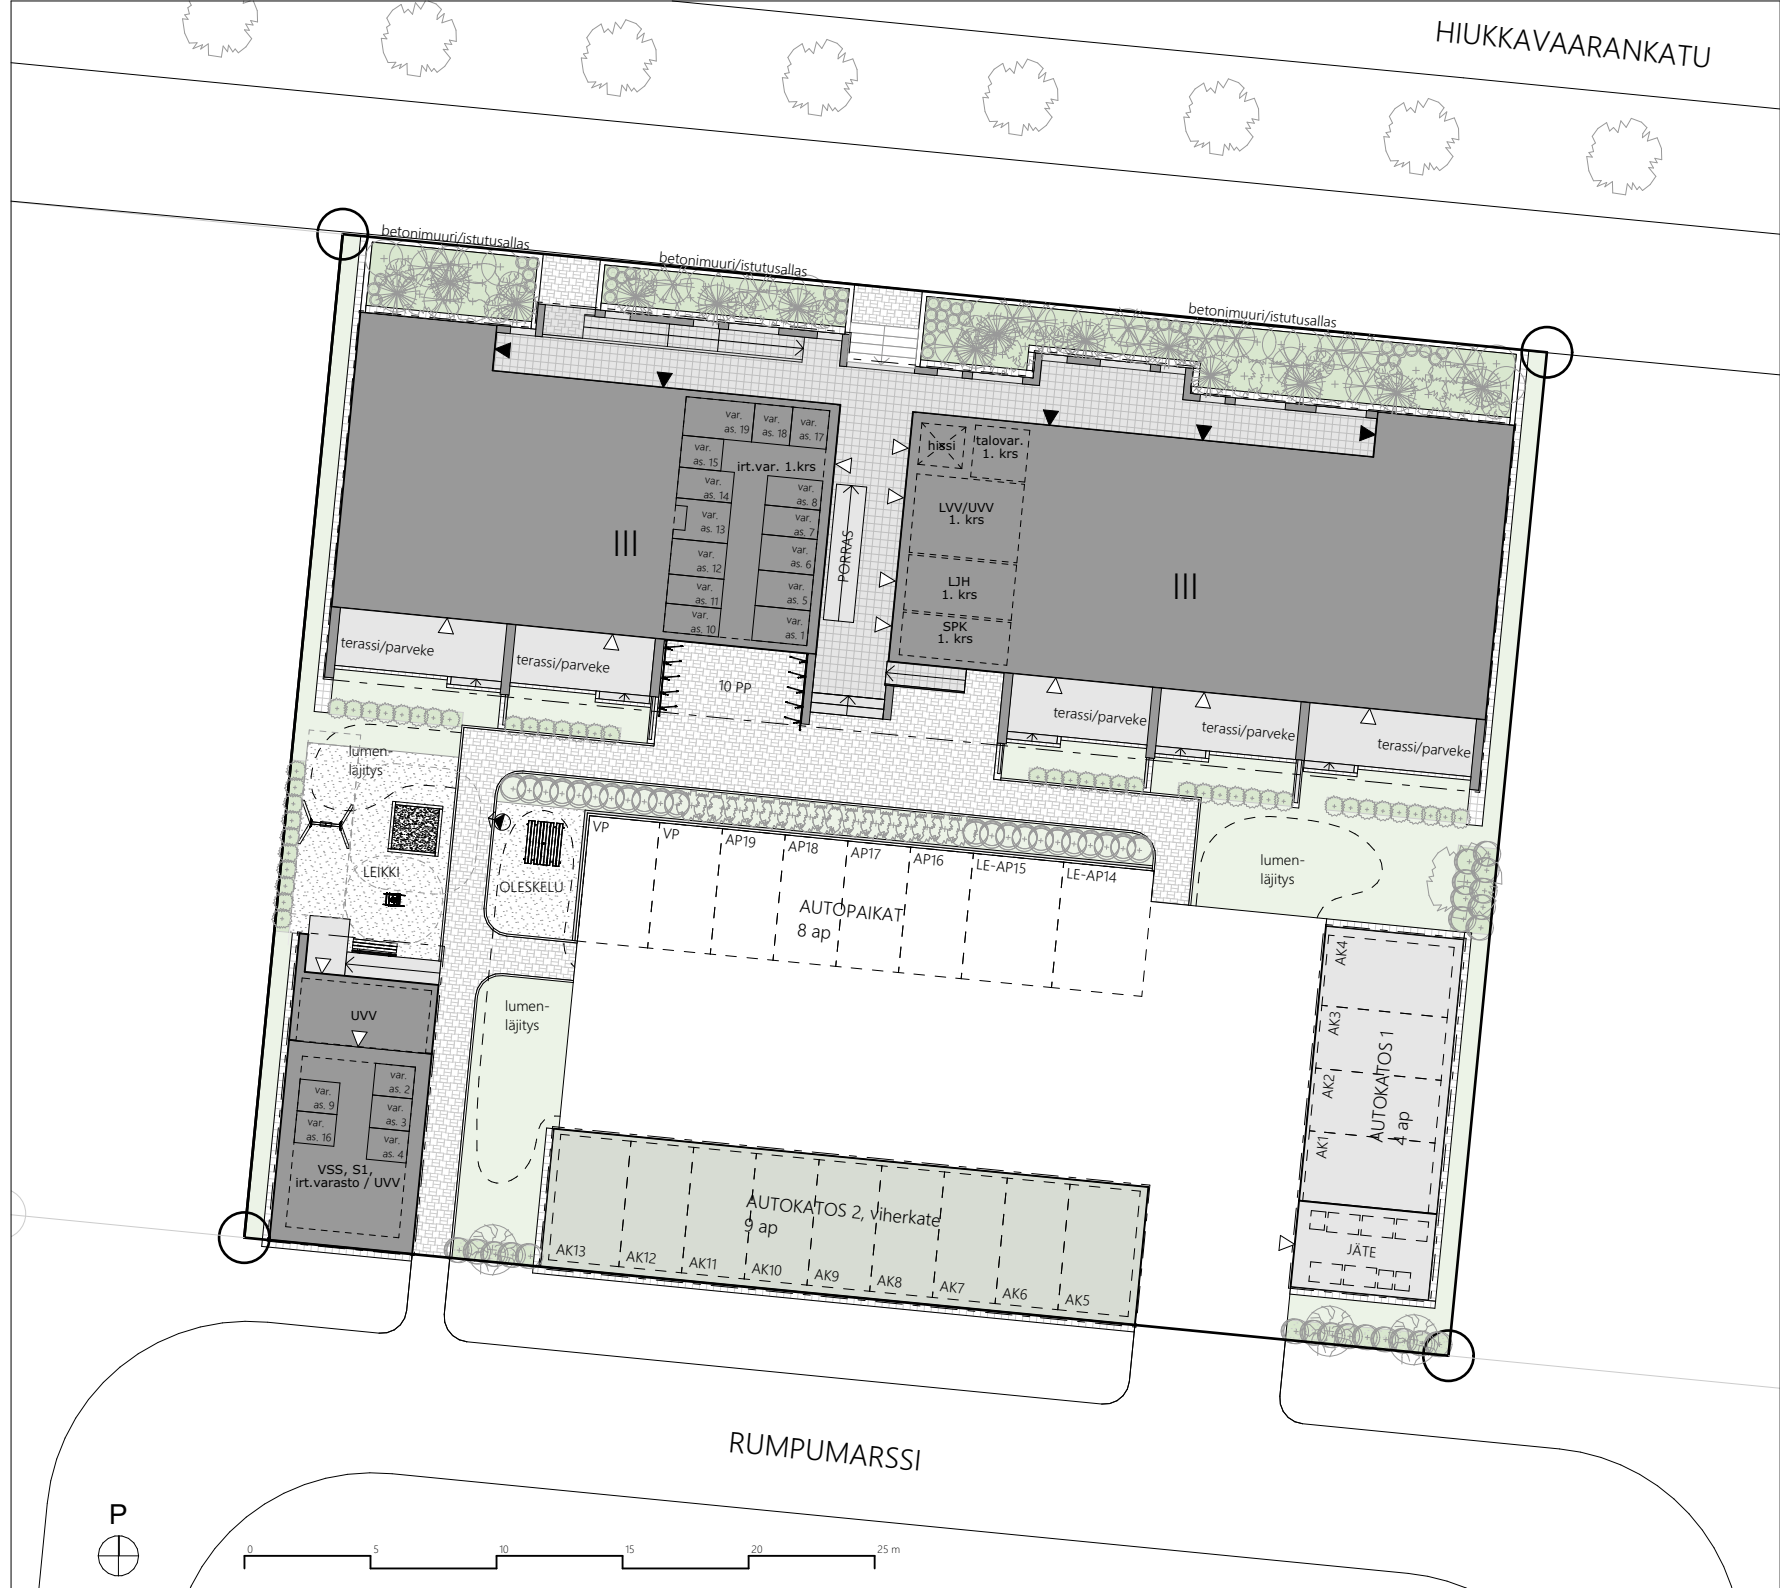 HIUKKAVAARANKATU
betonimuuri/istutusallas
betonimuuri/istutusallas
betonimuuri/istutusallas
var.
as. 19
var.
as. 18
var.
as. 17
var.
as. 15
irt.var. 1.krs
var.
as. 14
var.
as. 8
var.
as. 13
var.
as. 7
var.
as. 12
var.
as. 6
var.
as. 11
var.
as. 5
var.
as. 10
var.
as. 1
III
PORRAS
hissi
talovar.
1. krs
LVV/UVV
1. krs
LJH
1. krs
SPK
1. krs
III
terassi/parveke
terassi/parveke
10 PP
terassi/parveke
terassi/parveke
terassi/parveke
lumen-
läjitys
LEIKKI
OLESKELU
VP
VP
AP19
AP18
AP17
AP16
LE-AP15
LE-AP14
AUTOPAIKAT
8 ap
lumen-
läjitys
AK4
AK3
AK2
AK1
AUTOKATOS 1
4 ap
JÄTE
UVV
lumen-
läjitys
var.
as. 2
var.
as. 9
var.
as. 3
var.
as. 16
var.
as. 4
VSS, S1,
irt.varasto / UVV
AUTOKATOS 2, viherkate
9 ap
AK13
AK12
AK11
AK10
AK9
AK8
AK7
AK6
AK5
RUMPUMARSSI
P
0 5 10 15 20 25 m